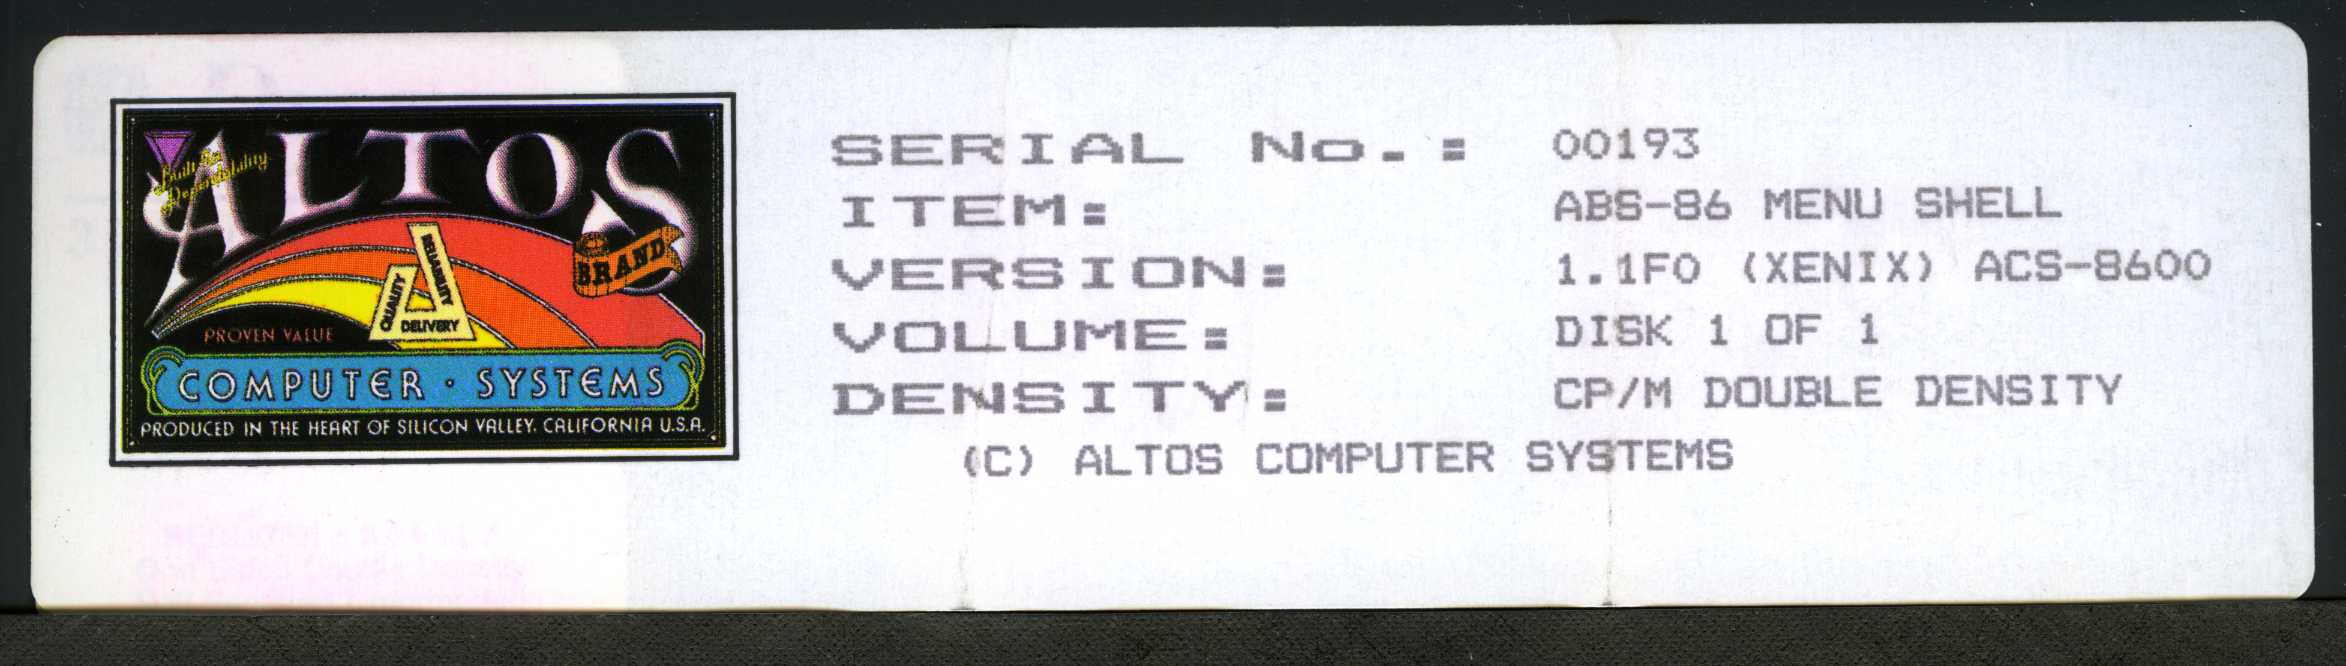 ALTOS
Built for
Dependability
BRAND
QUALITY
RELIABILITY
DELIVERY
PROVEN VALUE
COMPUTER · SYSTEMS
PRODUCED IN THE HEART OF SILICON VALLEY, CALIFORNIA U.S.A.
SERIAL No.: 00193
ITEM: ABS-86 MENU SHELL
VERSION: 1.1F0 (XENIX) ACS-8600
VOLUME: DISK 1 OF 1
DENSITY: CP/M DOUBLE DENSITY
(C) ALTOS COMPUTER SYSTEMS